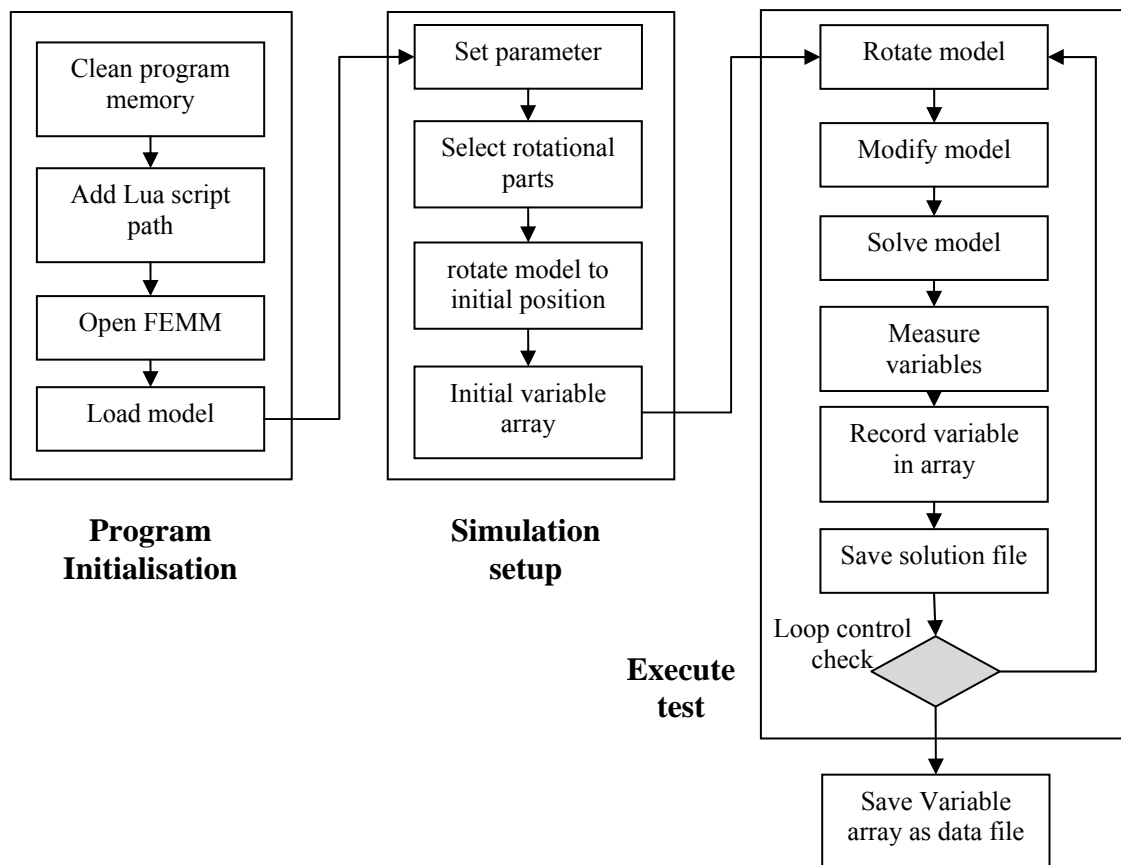 Clean program
memory
Add Lua script
path
Open FEMM
Load model
Program
Initialisation
Set parameter
Select rotational
parts
rotate model to
initial position
Initial variable
array
Simulation
setup
Rotate model
Modify model
Solve model
Measure
variables
Record variable
in array
Save solution file
Loop control
check
Execute
test
Save Variable
array as data file